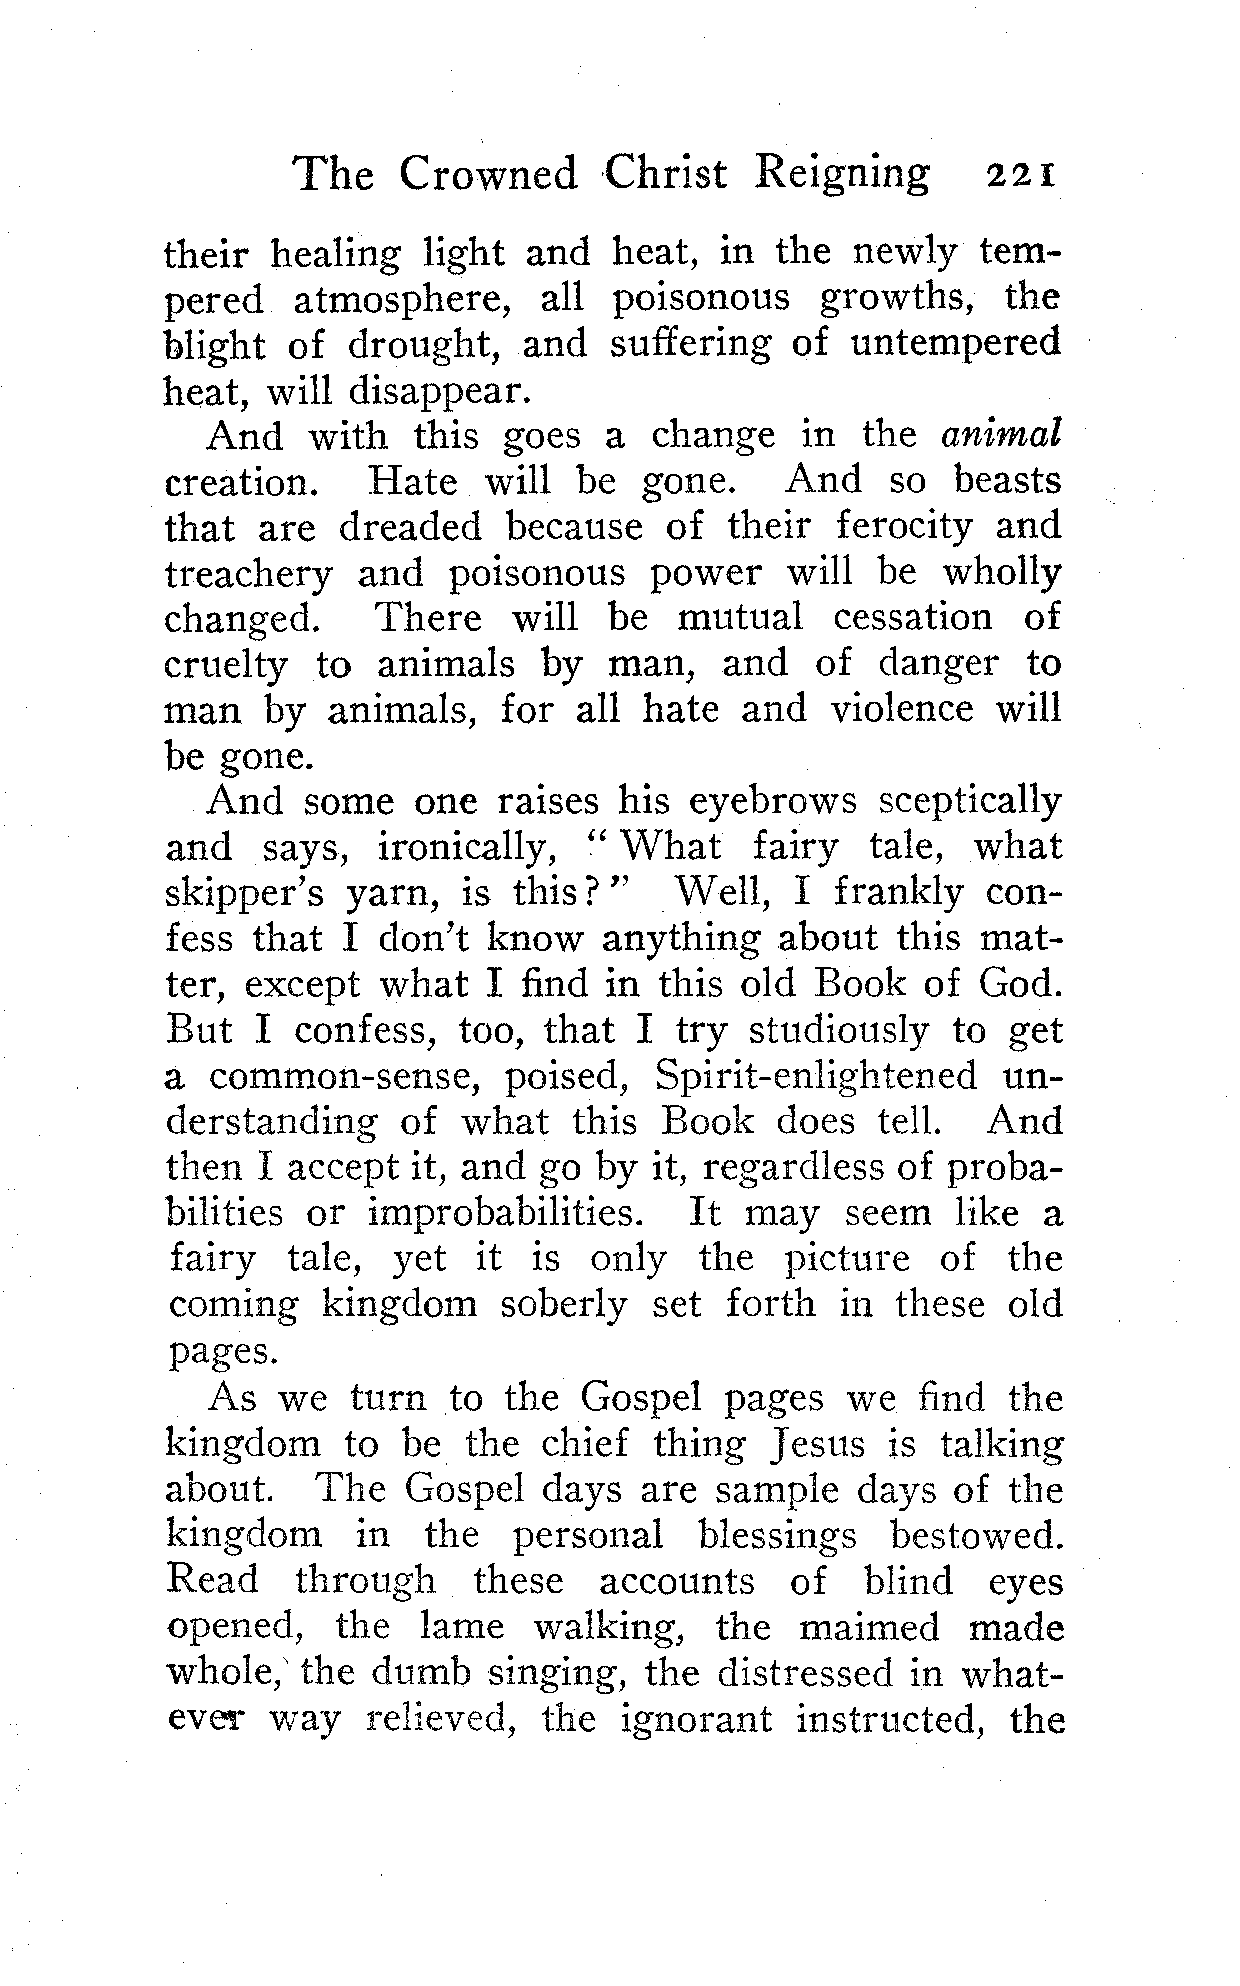 The Crowned Christ Reigning 221
their healing light and heat, in the newly tem-
pered atmosphere, all poisonous growths, the
blight of drought, and suffering of untempered
heat, will disappear.
And with this goes a change in the animal
creation. Hate will be gone. And so beasts
that are dreaded because of their ferocity and
treachery and poisonous power will be wholly
changed. There will be mutual cessation of
cruelty to animals by man, and of danger to
man by animals, for all hate and violence will
be gone.
And some one raises his eyebrows sceptically
and says, ironically, “ What fairy tale, what
skipper's yarn, is this? ” Well, I frankly con-
fess that I don't know anything about this mat-
ter, except what I find in this old Book of God.
But I confess, too, that I try studiously to get
a common-sense, poised, Spirit-enlightened un-
derstanding of what this Book does tell. And
then I accept it, and go by it, regardless of proba-
bilities or improbabilities. It may seem like a
fairy tale, yet it is only the picture of the
coming kingdom soberly set forth in these old
pages.
As we turn to the Gospel pages we find the
kingdom to be the chief thing Jesus is talking
about. The Gospel days are sample days of the
kingdom in the personal blessings bestowed.
Read through these accounts of blind eyes
opened, the lame walking, the maimed made
whole, the dumb singing, the distressed in what-
ever way relieved, the ignorant instructed, the